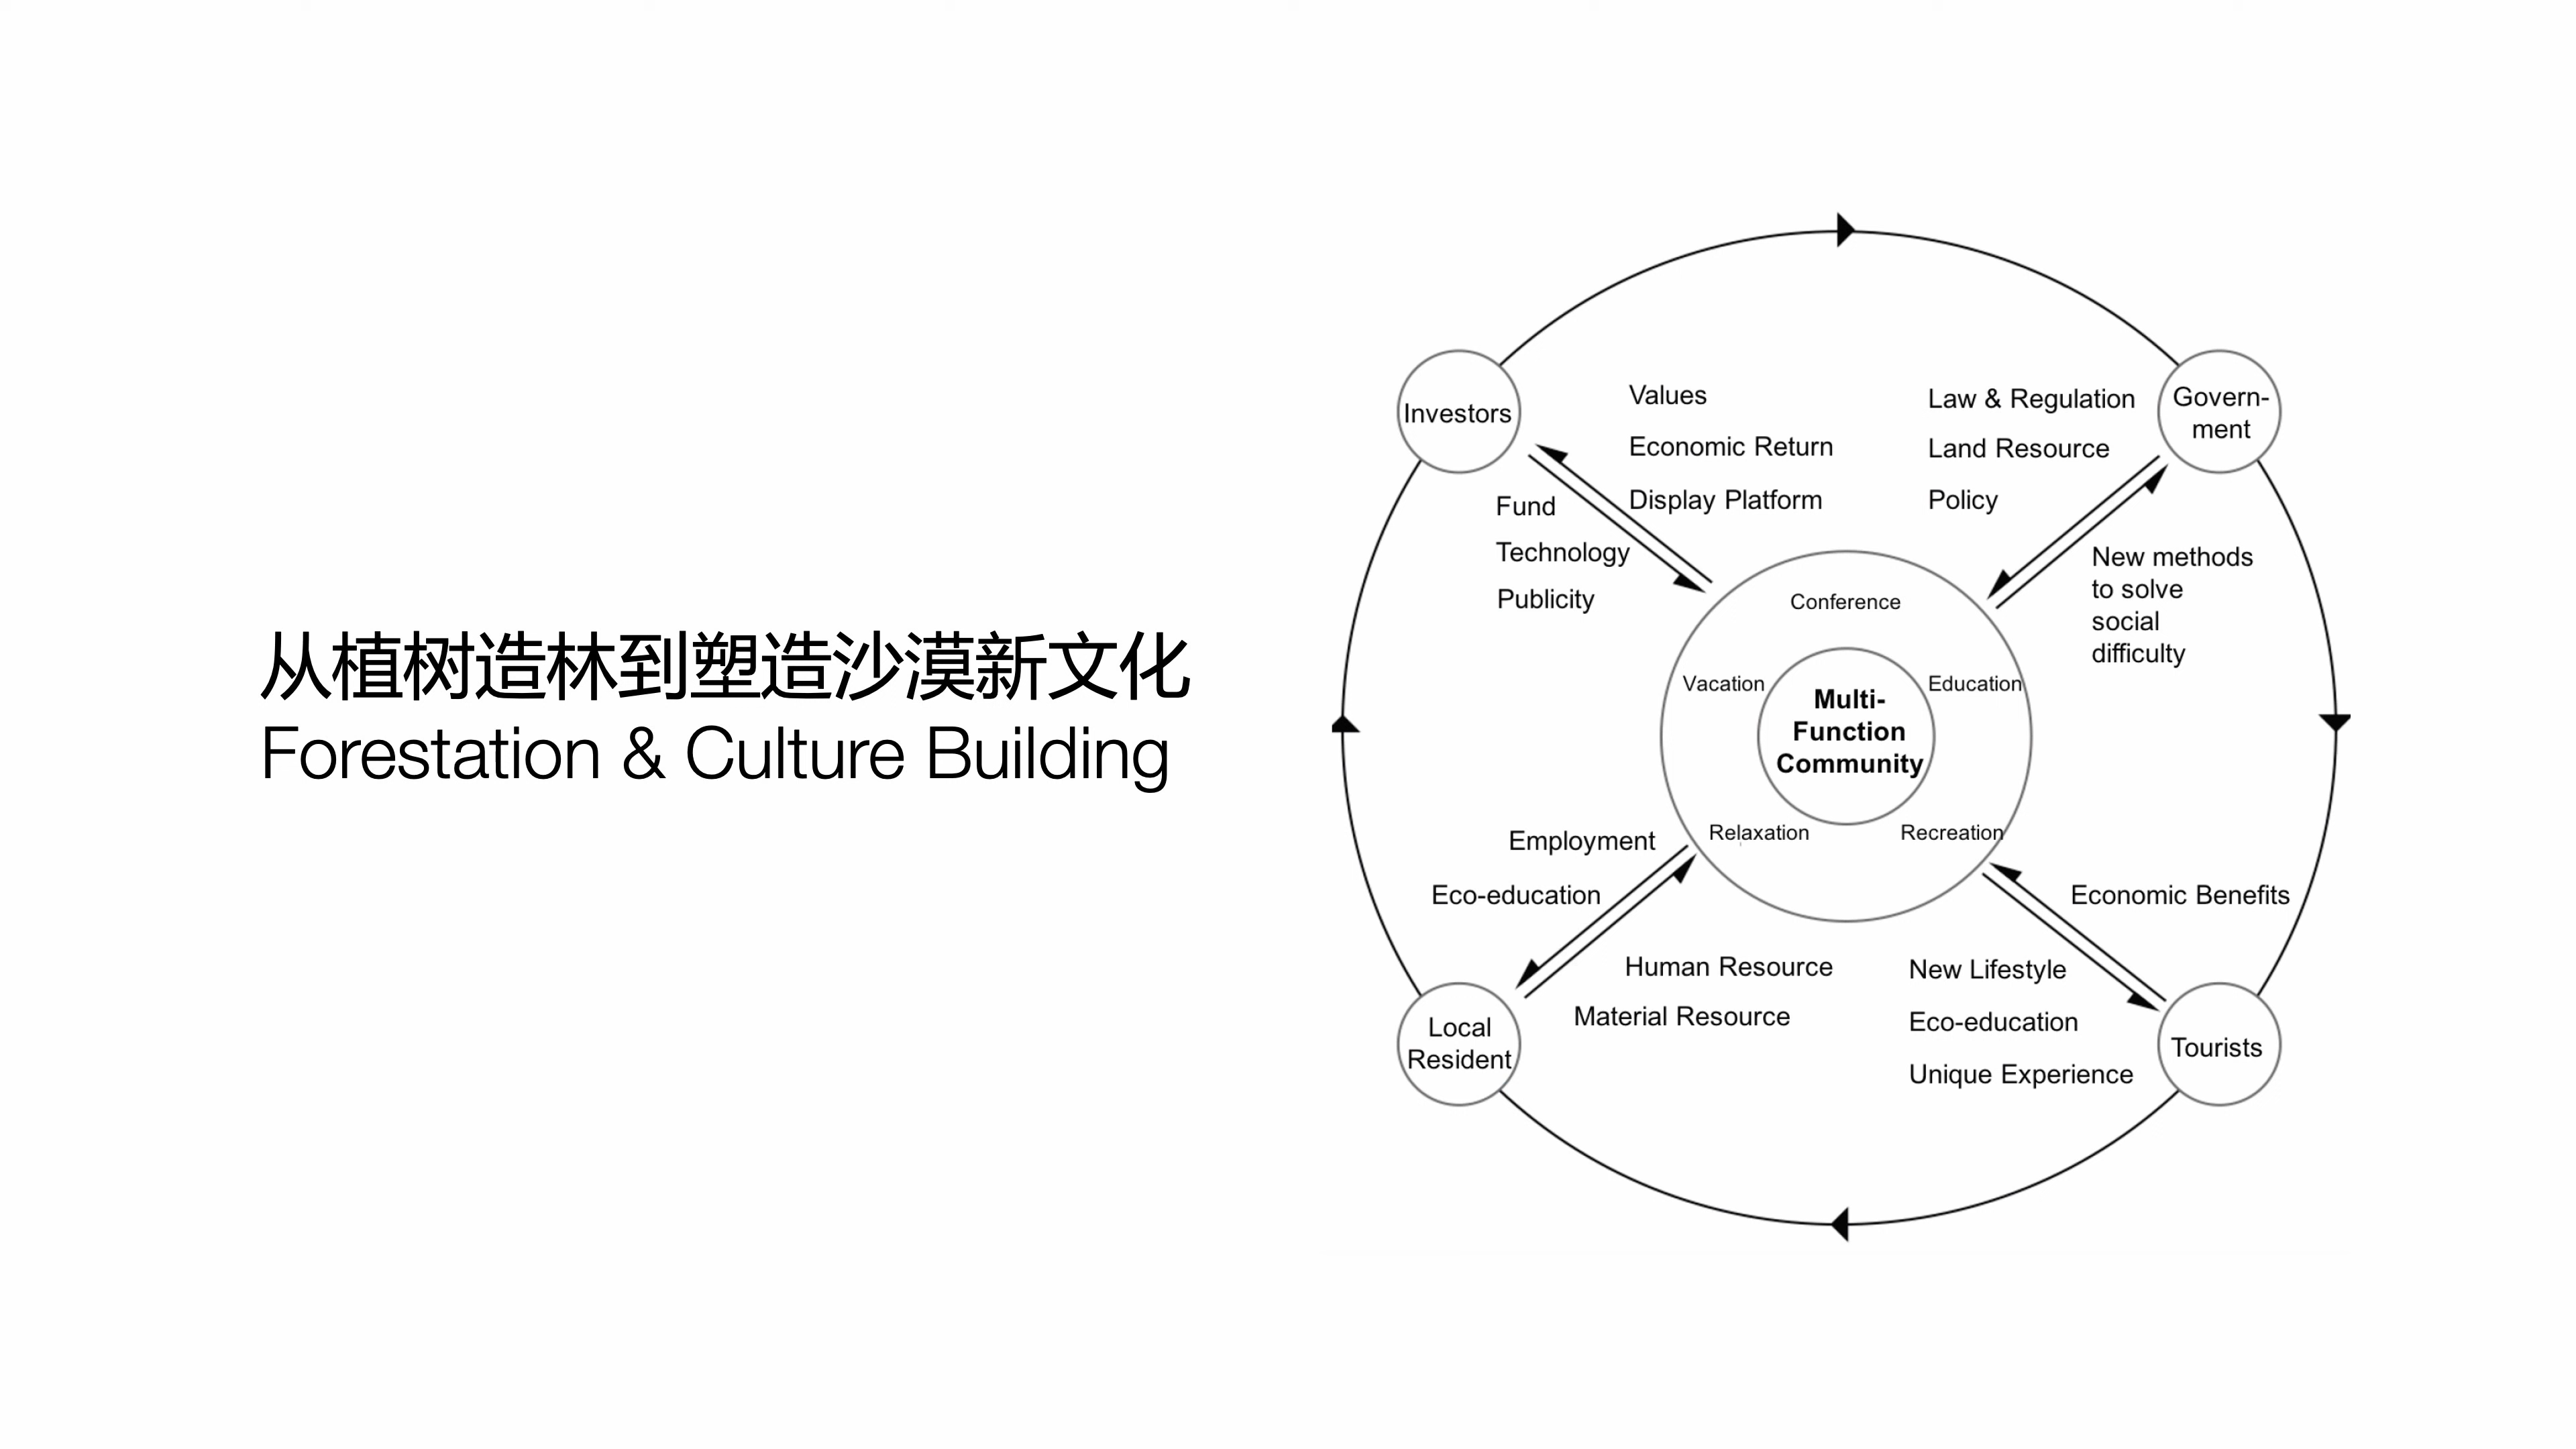 从植树造林到塑造沙漠新文化
Forestation & Culture Building
Investors
Values
Economic Return
Display Platform
Fund
Technology
Publicity
Law & Regulation
Land Resource
Policy
Govern-
ment
New methods
to solve
social
difficulty
Conference
Vacation
Education
Multi-
Function
Community
Relaxation
Recreation
Employment
Eco-education
Human Resource
Material Resource
Local
Resident
Economic Benefits
New Lifestyle
Eco-education
Unique Experience
Tourists